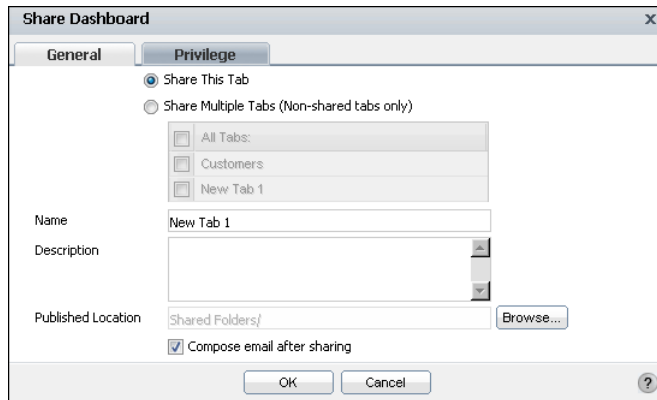 Share Dashboard x
General Privilege
Share This Tab
Share Multiple Tabs (Non-shared tabs only)
All Tabs:
Customers
New Tab 1
Name New Tab 1
Description
Published Location Shared Folders/ Browse...
Compose email after sharing
OK Cancel ?